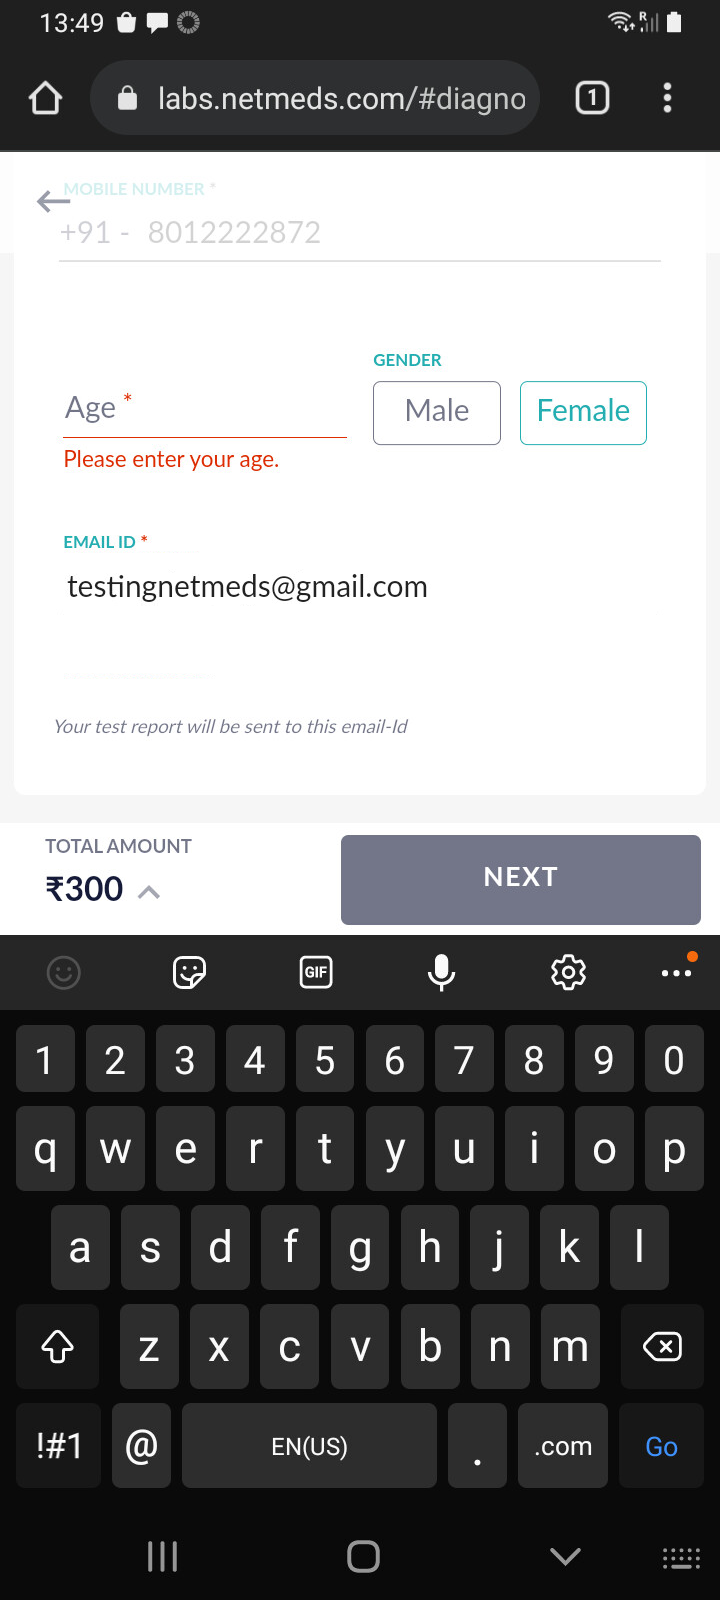 13:49
R
labs.netmeds.com/#diagno
1
MOBILE NUMBER *
+91 - 8012222872
GENDER
Age *
Male
Female
Please enter your age.
EMAIL ID *
testingnetmeds@gmail.com
Your test report will be sent to this email-Id
TOTAL AMOUNT
₹300
NEXT
GIF
1 2 3 4 5 6 7 8 9 0
q w e r t y u i o p
a s d f g h j k l
z x c v b n m
!#1 @ EN(US) . .com Go